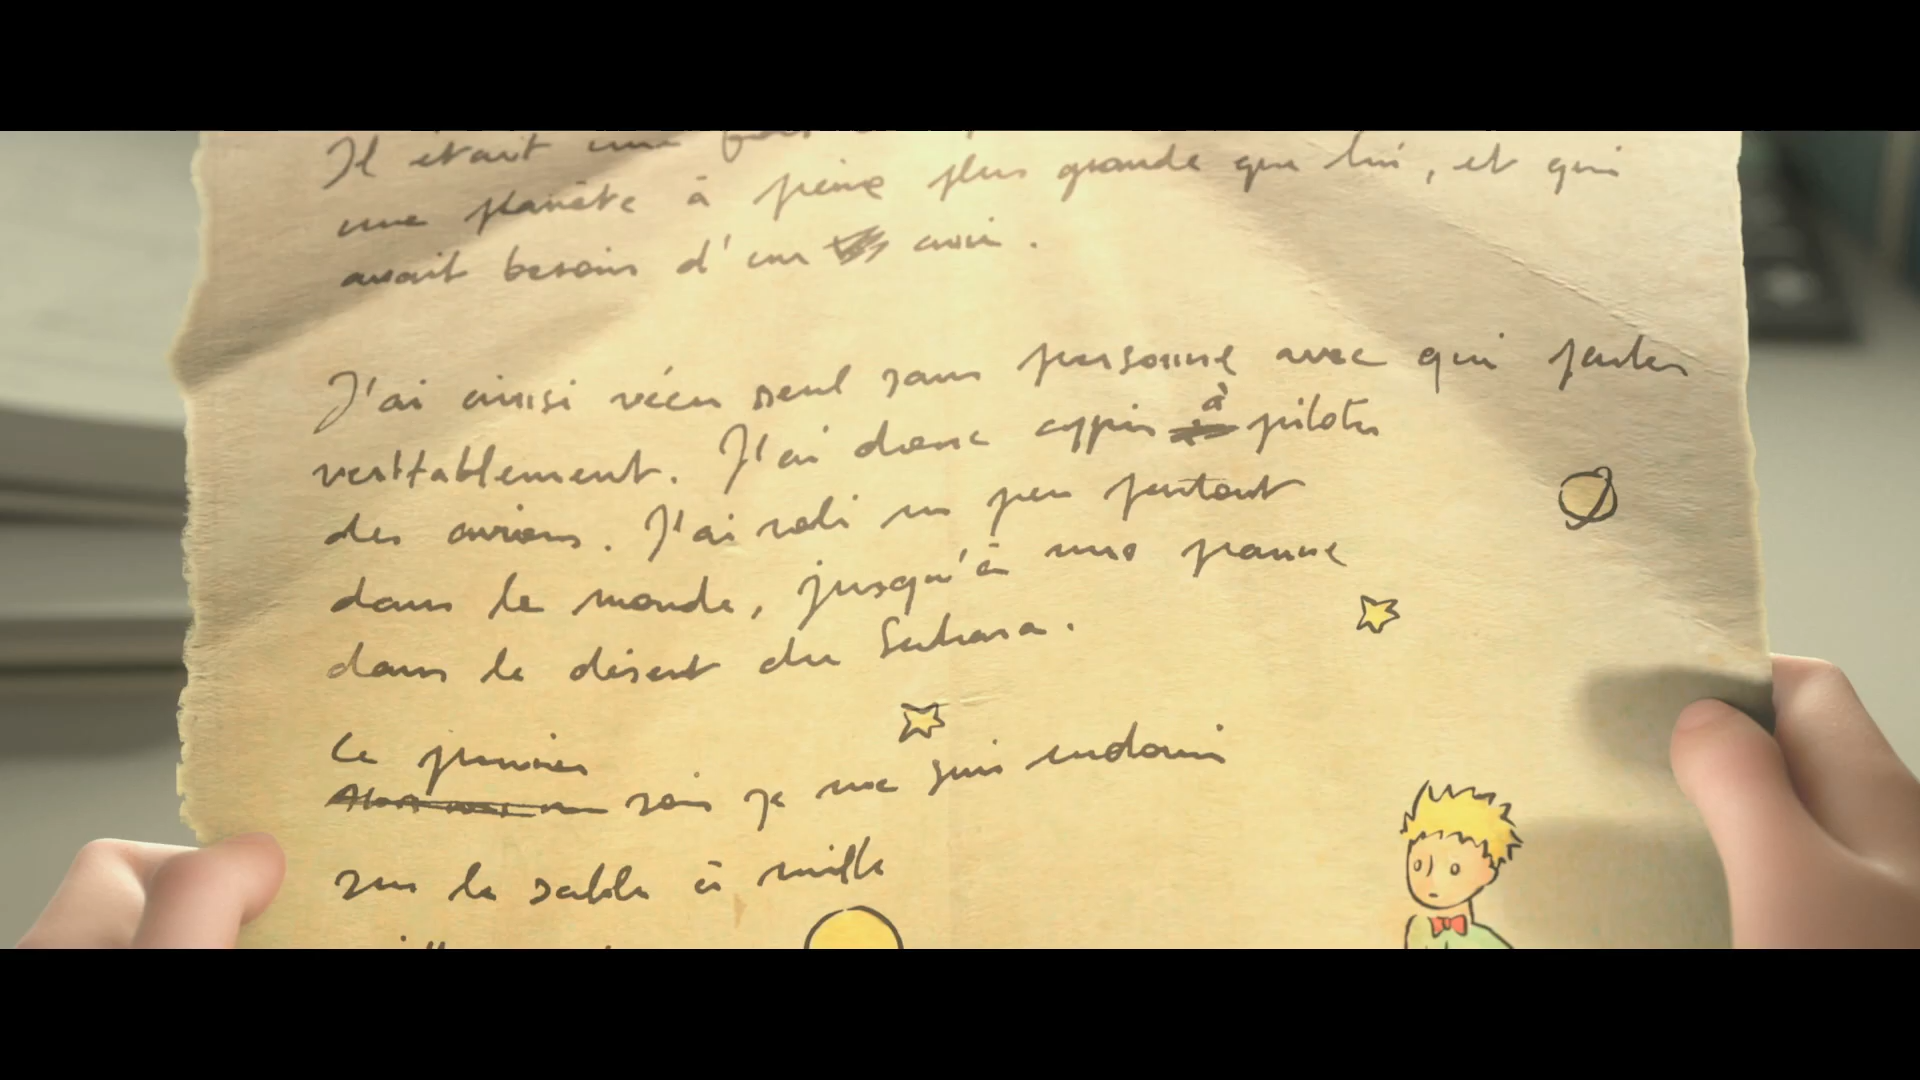 Il était une fois
une planète à peine plus grande que lui, et qui
avait besoin d'un ami.
J'ai ainsi vécu seul sans personne avec qui parler
véritablement. J'ai donc appris à piloter
des avions. J'ai volé un peu partout
dans le monde, jusqu'à une panne
dans le désert du Sahara.
Le premier
soir je me suis endormi
sur le sable à mille